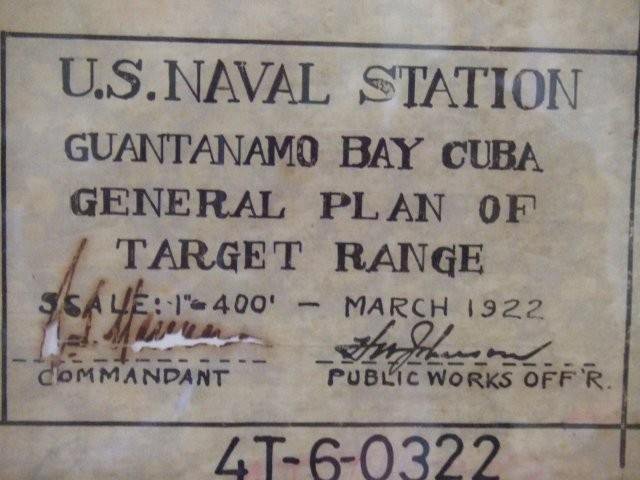 U.S. NAVAL STATION
GUANTANAMO BAY CUBA
GENERAL PLAN OF
TARGET RANGE
SCALE: 1"=400' – MARCH 1922
COMMANDANT PUBLIC WORKS OFF'R.
4T-6-0322